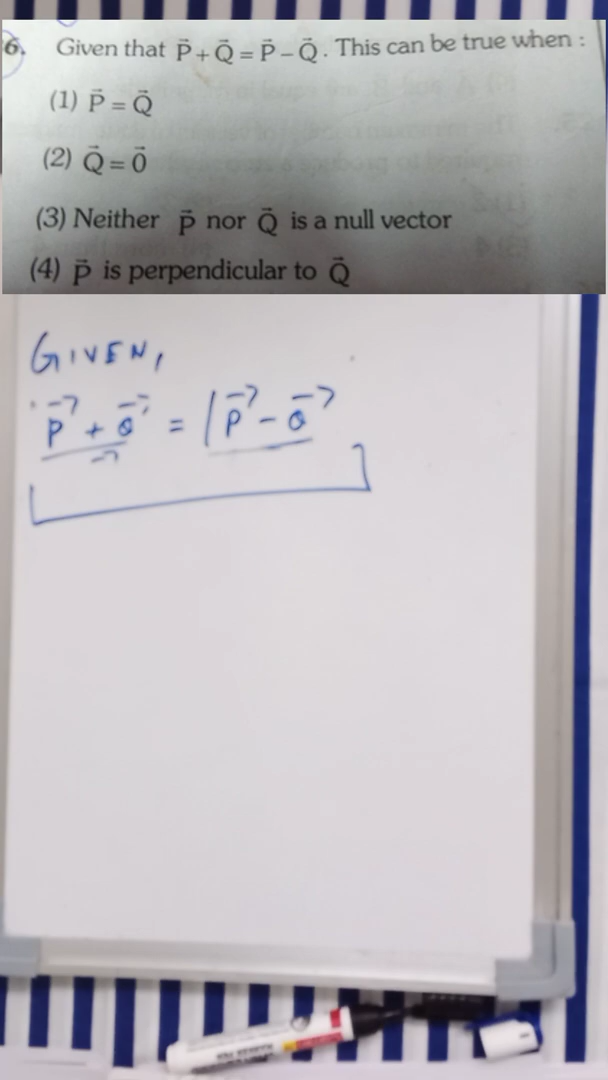 6. Given that P⃗ + Q⃗ = P⃗ – Q⃗. This can be true when :
(1) P⃗ = Q⃗
(2) Q⃗ = 0⃗
(3) Neither P⃗ nor Q⃗ is a null vector
(4) P⃗ is perpendicular to Q⃗
GIVEN,
P⃗ + Q⃗ = |P⃗ – Q⃗